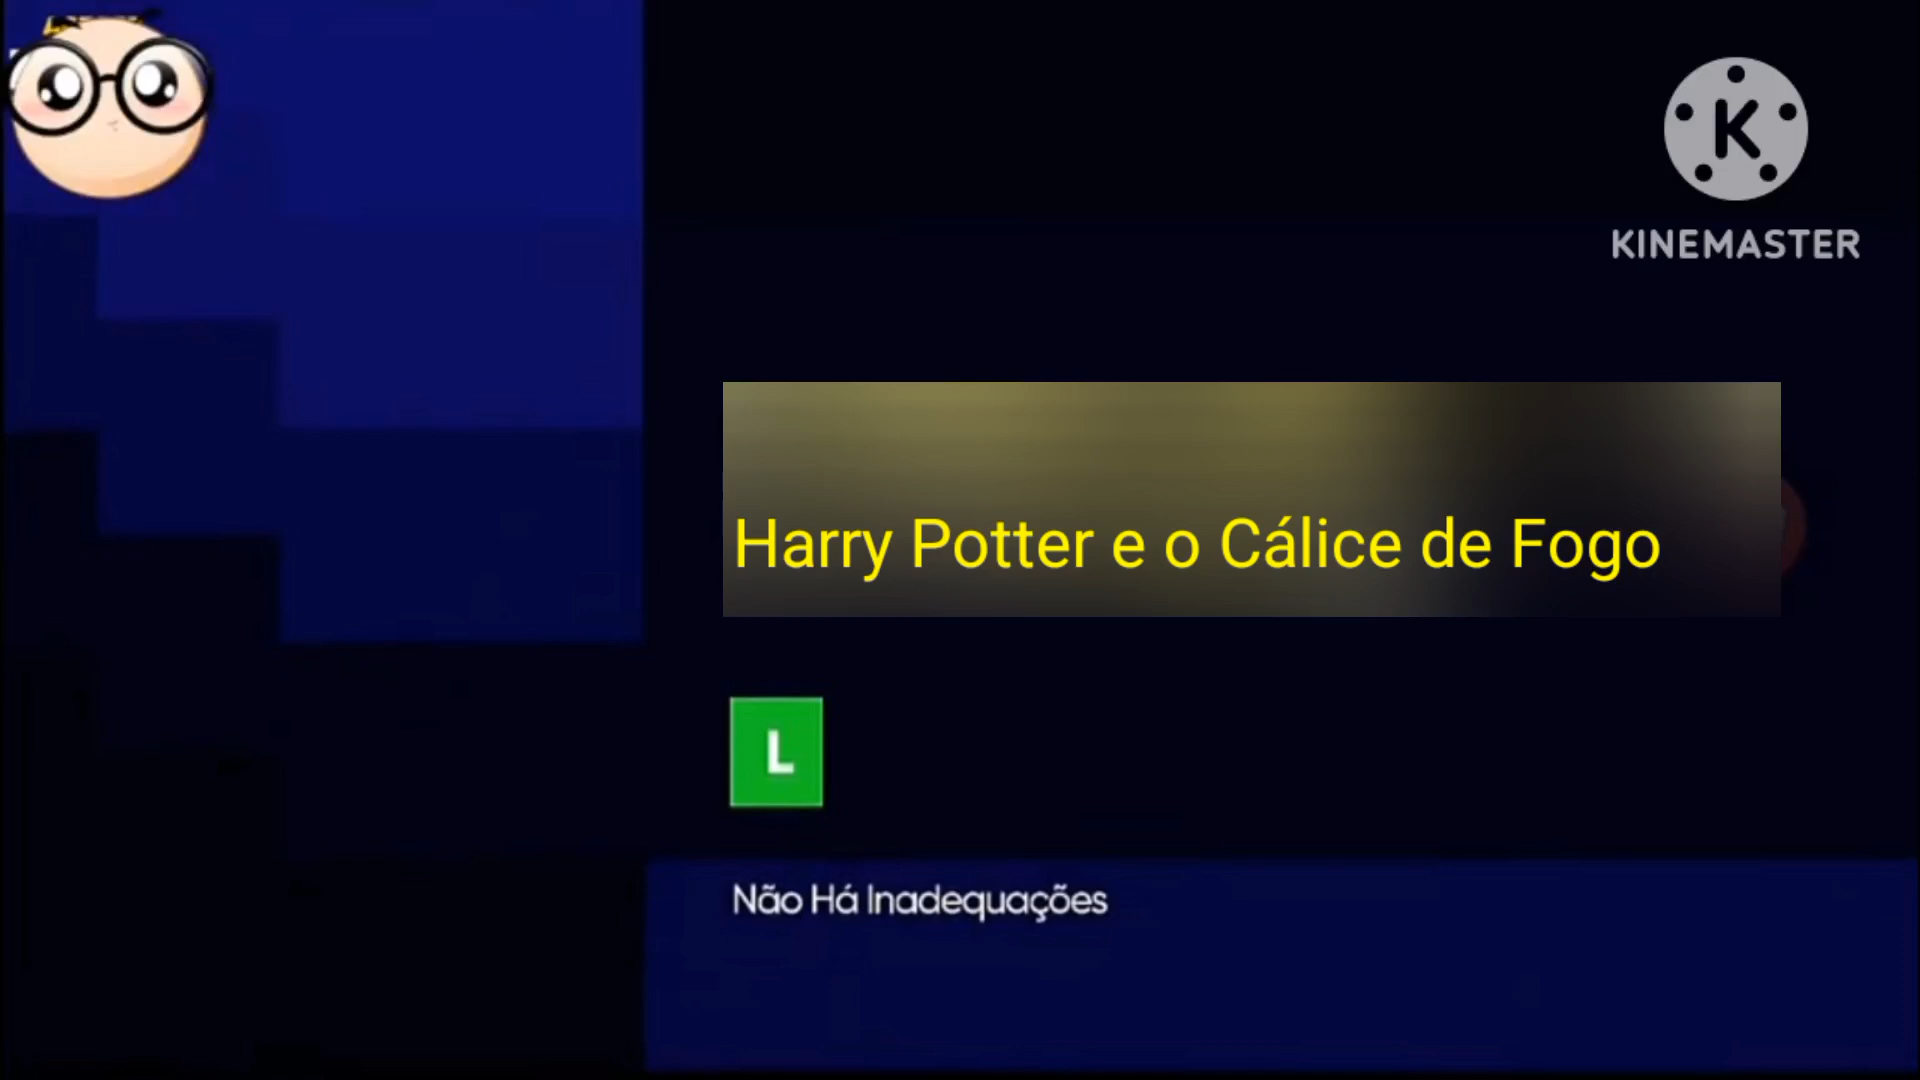 K
KINEMASTER
Harry Potter e o Cálice de Fogo
L
Não Há Inadequações